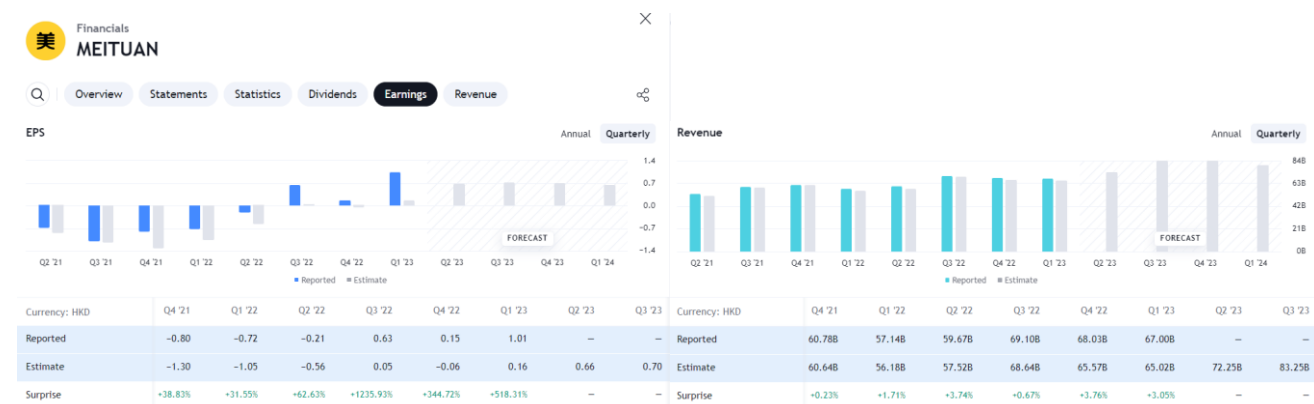 美
Financials
MEITUAN
Overview Statements Statistics Dividends Earnings Revenue
EPS Annual Quarterly
1.4
0.7
0.0
-0.7
-1.4
FORECAST
Q2 '21 Q3 '21 Q4 '21 Q1 '22 Q2 '22 Q3 '22 Q4 '22 Q1 '23 Q2 '23 Q3 '23 Q4 '23 Q1 '24
Reported Estimate
Currency: HKD Q4 '21 Q1 '22 Q2 '22 Q3 '22 Q4 '22 Q1 '23 Q2 '23 Q3 '23
Reported −0.80 −0.72 −0.21 0.63 0.15 1.01 — —
Estimate −1.30 −1.05 −0.56 0.05 −0.06 0.16 0.66 0.70
Surprise +38.83% +31.55% +62.63% +1235.93% +344.72% +518.31% — —
Revenue Annual Quarterly
84B
63B
42B
21B
0B
FORECAST
Q2 '21 Q3 '21 Q4 '21 Q1 '22 Q2 '22 Q3 '22 Q4 '22 Q1 '23 Q2 '23 Q3 '23 Q4 '23 Q1 '24
Reported Estimate
Currency: HKD Q4 '21 Q1 '22 Q2 '22 Q3 '22 Q4 '22 Q1 '23 Q2 '23 Q3 '23
Reported 60.78B 57.14B 59.67B 69.10B 68.03B 67.00B — —
Estimate 60.64B 56.18B 57.52B 68.64B 65.57B 65.02B 72.25B 83.25B
Surprise +0.23% +1.71% +3.74% +0.67% +3.76% +3.05% — —